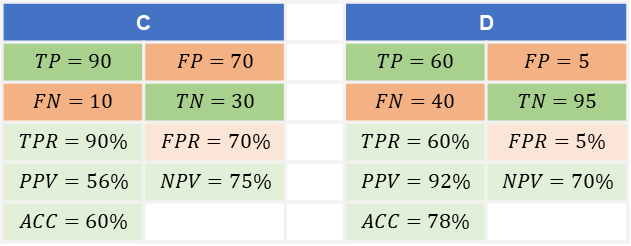 C D
TP = 90 FP = 70 TP = 60 FP = 5
FN = 10 TN = 30 FN = 40 TN = 95
TPR = 90% FPR = 70% TPR = 60% FPR = 5%
PPV = 56% NPV = 75% PPV = 92% NPV = 70%
ACC = 60% ACC = 78%